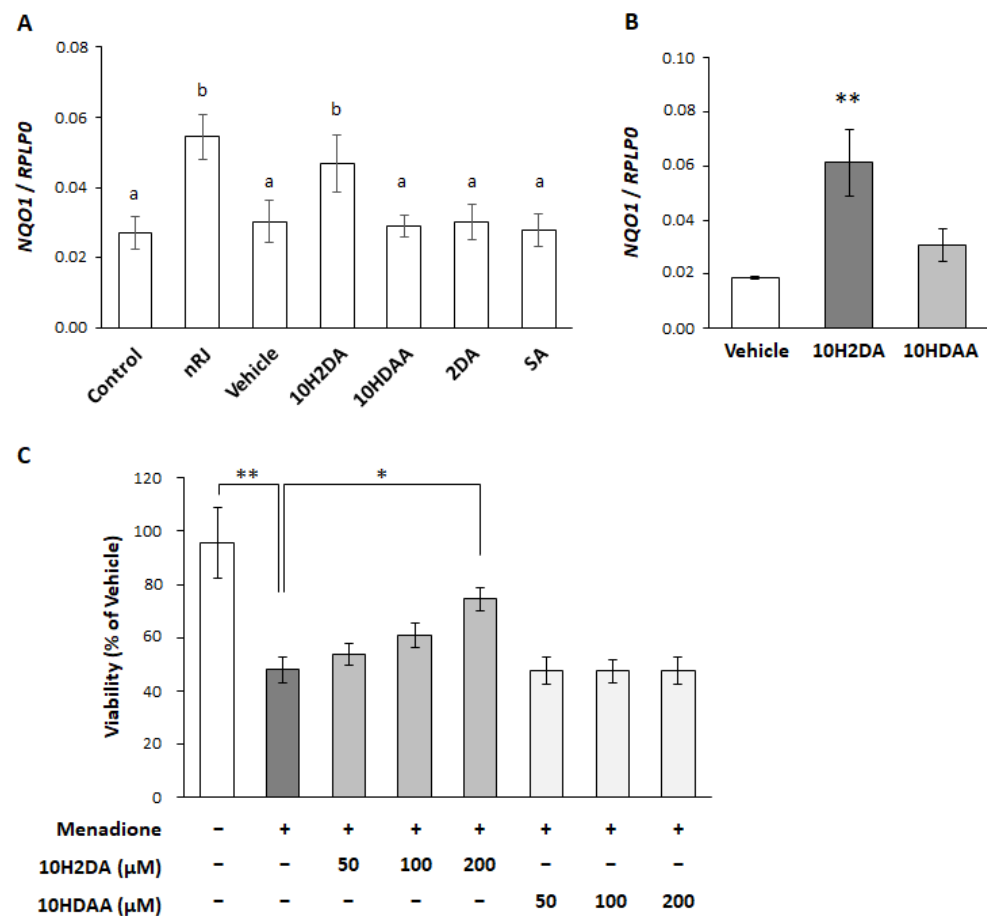 A
NQO1 / RPLP0
0.08
0.06
0.04
0.02
0.00
a
b
a
b
a
a
a
Control
nRJ
Vehicle
10H2DA
10HDAA
2DA
SA
B
NQO1 / RPLP0
0.10
0.08
0.06
0.04
0.02
0.00
**
Vehicle 10H2DA 10HDAA
C
Viability (% of Vehicle)
120
100
80
60
40
20
0
** *
Menadione − + + + + + + +
10H2DA (μM) − − 50 100 200 − − −
10HDAA (μM) − − − − − 50 100 200